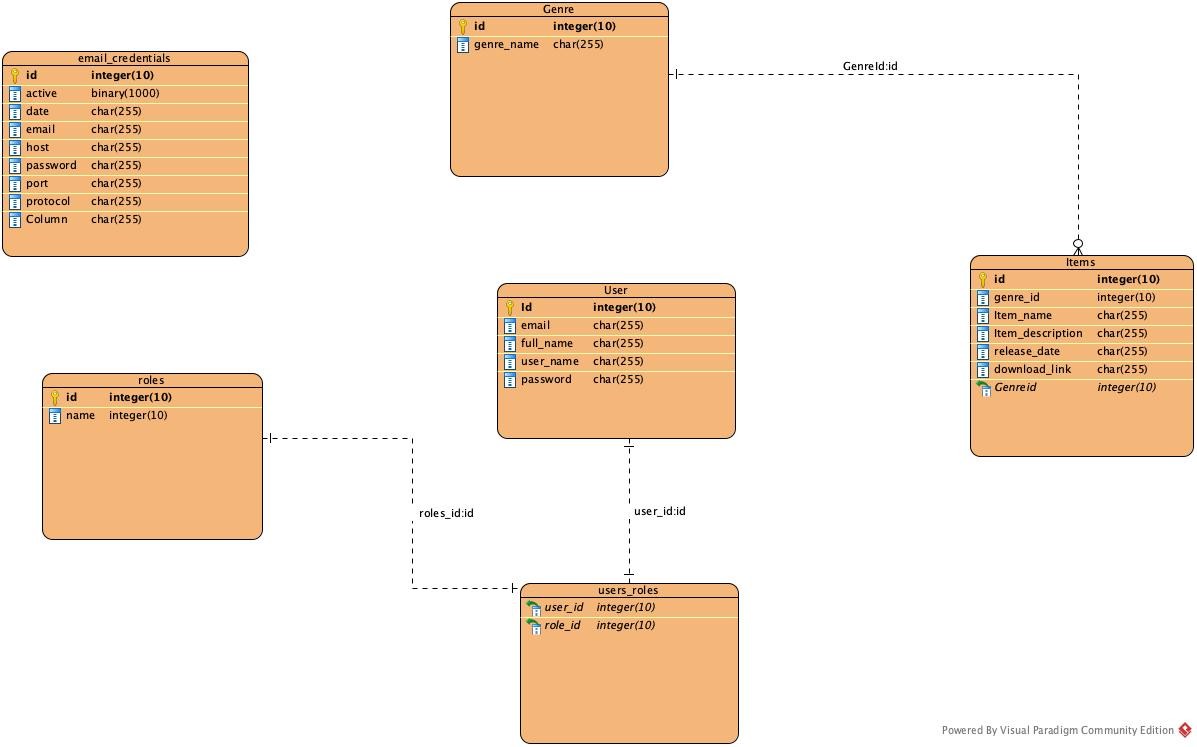 Genre
id integer(10)
genre_name char(255)
email_credentials
id integer(10)
active binary(1000)
date char(255)
email char(255)
host char(255)
password char(255)
port char(255)
protocol char(255)
Column char(255)
GenreId:id
Items
id integer(10)
genre_id integer(10)
Item_name char(255)
Item_description char(255)
release_date char(255)
download_link char(255)
Genreid integer(10)
User
Id integer(10)
email char(255)
full_name char(255)
user_name char(255)
password char(255)
roles
id integer(10)
name integer(10)
roles_id:id
user_id:id
users_roles
user_id integer(10)
role_id integer(10)
Powered By Visual Paradigm Community Edition